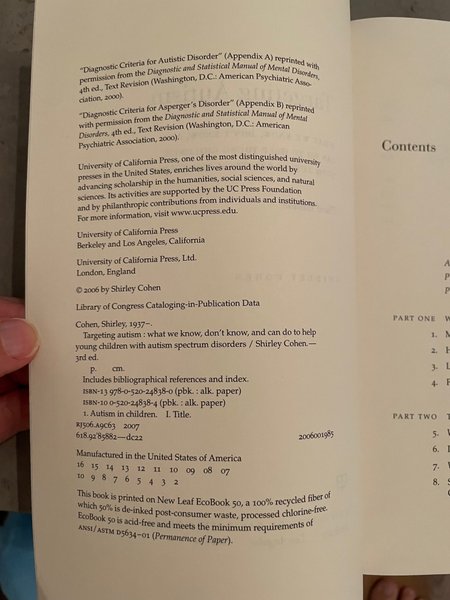 "Diagnostic Criteria for Autistic Disorder" (Appendix A) reprinted with
permission from the Diagnostic and Statistical Manual of Mental Disorders,
4th ed., Text Revision (Washington, D.C.: American Psychiatric Asso-
ciation, 2000).
"Diagnostic Criteria for Asperger's Disorder" (Appendix B) reprinted
with permission from the Diagnostic and Statistical Manual of Mental
Disorders, 4th ed., Text Revision (Washington, D.C.: American
Psychiatric Association, 2000).
University of California Press, one of the most distinguished university
presses in the United States, enriches lives around the world by
advancing scholarship in the humanities, social sciences, and natural
sciences. Its activities are supported by the UC Press Foundation
and by philanthropic contributions from individuals and institutions.
For more information, visit www.ucpress.edu.
University of California Press
Berkeley and Los Angeles, California
University of California Press, Ltd.
London, England
© 2006 by Shirley Cohen
Library of Congress Cataloging-in-Publication Data
Cohen, Shirley, 1937–.
Targeting autism : what we know, don't know, and can do to help
young children with autism spectrum disorders / Shirley Cohen.—
3rd ed.
p. cm.
Includes bibliographical references and index.
ISBN-13 978-0-520-24838-0 (pbk. : alk. paper)
ISBN-10 0-520-24838-4 (pbk. : alk. paper)
1. Autism in children. I. Title.
RJ506.A9C63 2007
618.92'85882—dc22 2006001985
Manufactured in the United States of America
16 15 14 13 12 11 10 09 08 07
10 9 8 7 6 5 4 3 2
This book is printed on New Leaf EcoBook 50, a 100% recycled fiber of
which 50% is de-inked post-consumer waste, processed chlorine-free.
EcoBook 50 is acid-free and meets the minimum requirements of
ANSI/ASTM D5634–01 (Permanence of Paper).
Contents
PART ONE
1.
2.
3.
4.
PART TWO
5.
6.
7.
8.